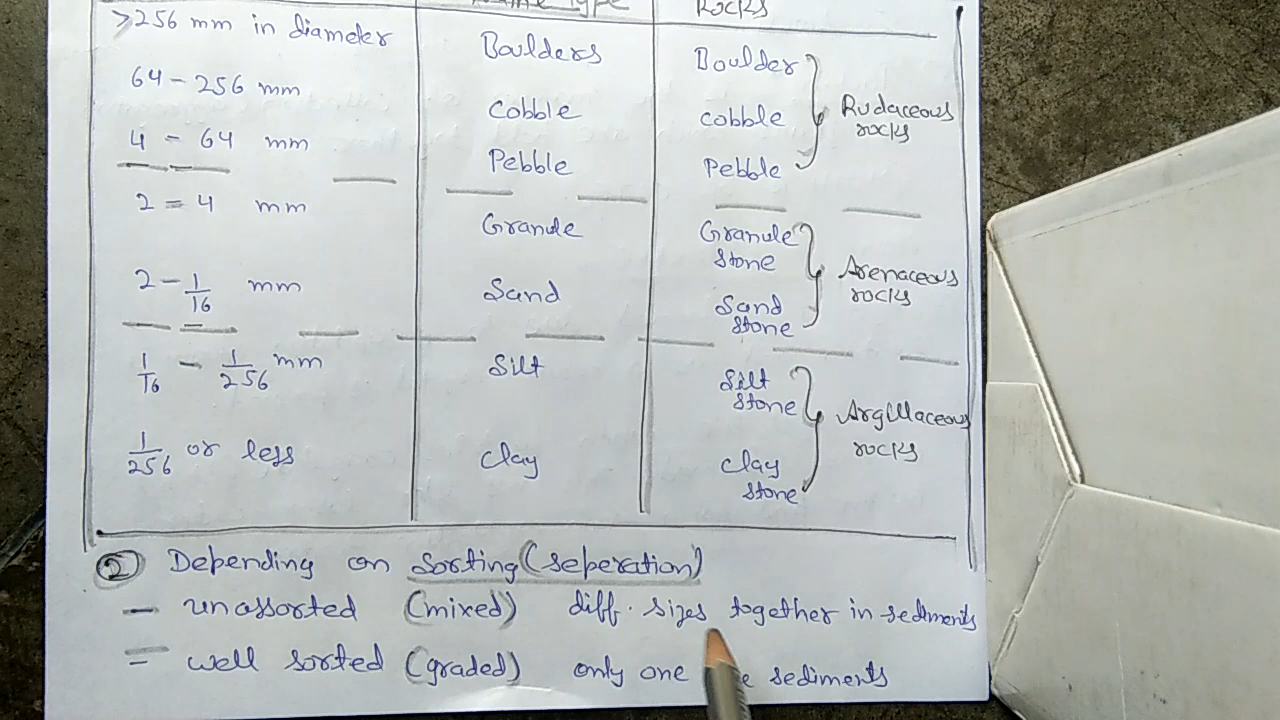 Type
Rocks
>256 mm in diameter Boulders Boulder
64 - 256 mm Cobble cobble Rudaceous rocks
4 - 64 mm Pebble Pebble
2 = 4 mm Granule Granule Stone
2 - 1/16 mm Sand Sand Stone Arenaceous rocks
1/16 - 1/256 mm Silt Silt Stone
1/256 or less Clay Clay Stone Argillaceous rocks
2 Depending on Sorting (seperation)
- unassorted (mixed) diff. sizes together in sediments
= well sorted (graded) only one sediments